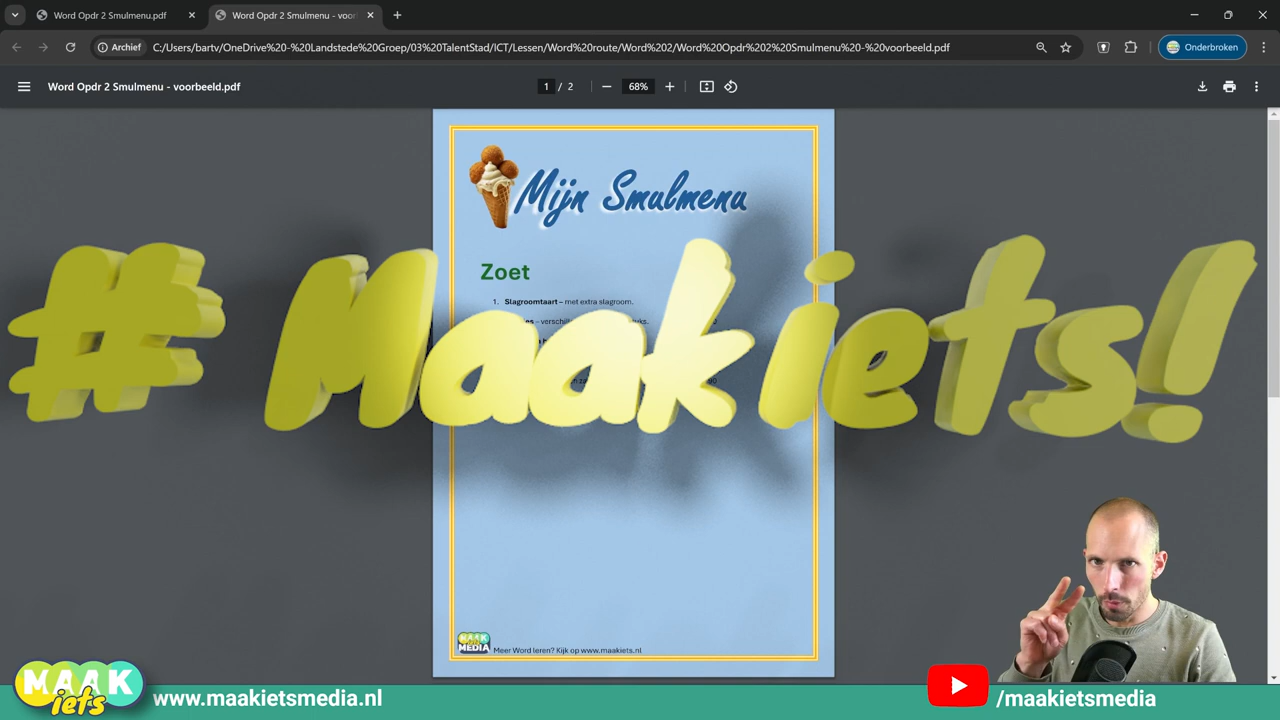 Word Opdr 2 Smulmenu.pdf
Word Opdr 2 Smulmenu - voor
Archief
C:/Users/bartv/OneDrive%20-%20Landstede%20Groep/03%20TalentStad/ICT/Lessen/Word%20route/Word%202/Word%20Opdr%202%20Smulmenu%20-%20voorbeeld.pdf
Onderbroken
Word Opdr 2 Smulmenu - voorbeeld.pdf
1 / 2
68%
Mijn Smulmenu
Zoet
1. Slagroomtaart – met extra slagroom.
# Maak iets!
MAAK
MEDIA
Meer Word leren? Kijk op www.maakiets.nl
MAAK
iets
www.maakietsmedia.nl
/maakietsmedia